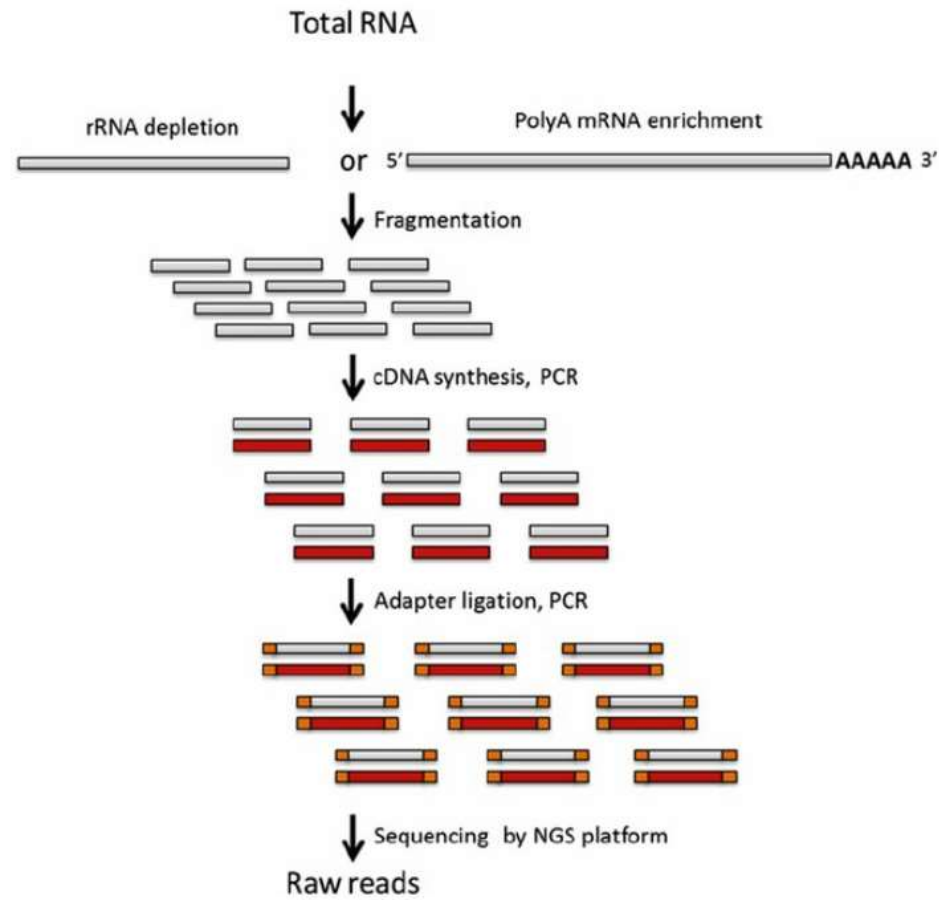 Total RNA
rRNA depletion
PolyA mRNA enrichment
or
5′
AAAAA 3′
Fragmentation
cDNA synthesis, PCR
Adapter ligation, PCR
Sequencing by NGS platform
Raw reads